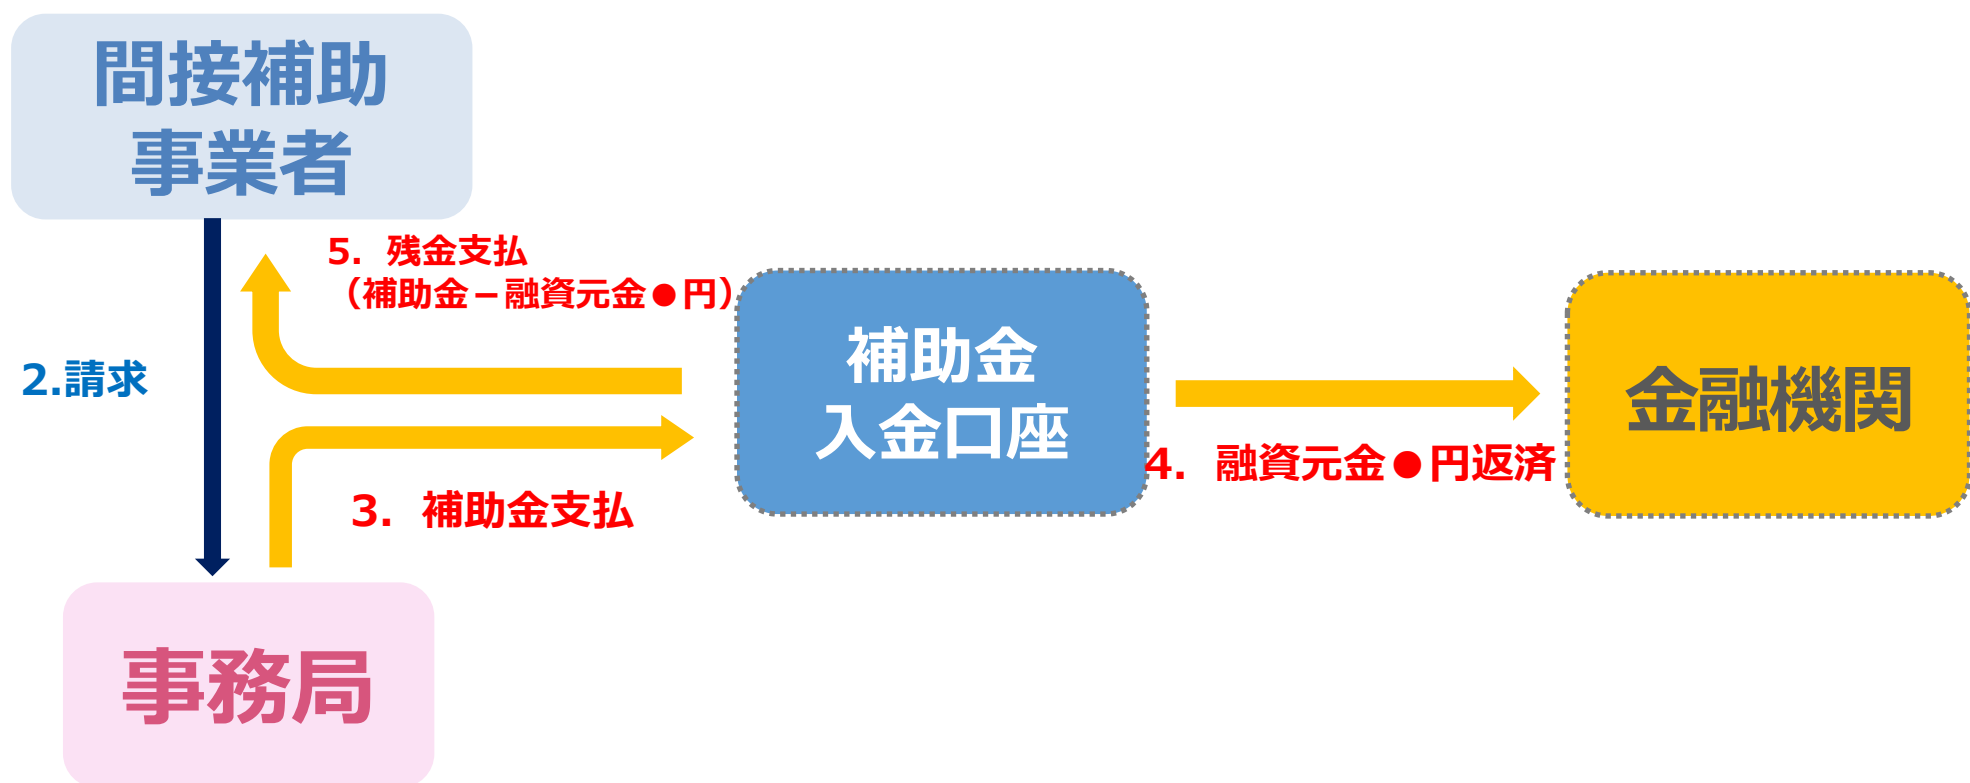 間接補助
事業者
5. 残金支払
（補助金－融資元金●円）
2.請求
補助金
入金口座
金融機関
4. 融資元金●円返済
3. 補助金支払
事務局